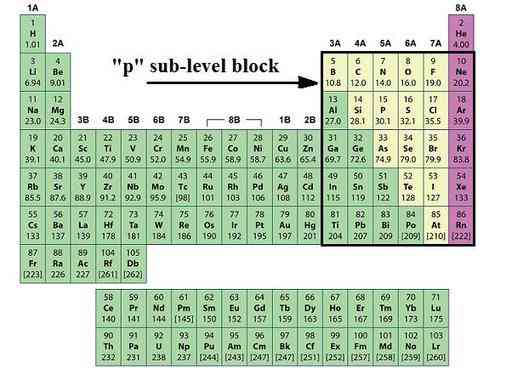 1A 8A
1 2
H He
1.01 2A "p" sub-level block 3A 4A 5A 6A 7A 4.00
3 4 5 6 7 8 9 10
Li Be B C N O F Ne
6.94 9.01 10.8 12.0 14.0 16.0 19.0 20.2
11 12 13 14 15 16 17 18
Na Mg Al Si P S Cl Ar
23.0 24.3 3B 4B 5B 6B 7B 8B 1B 2B 27.0 28.1 30.1 32.1 35.5 39.9
19 20 21 22 23 24 25 26 27 28 29 30 31 32 33 34 35 36
K Ca Sc Ti V Cr Mn Fe Co Ni Cu Zn Ga Ge As Se Br Kr
39.1 40.1 45.0 47.9 50.9 52.0 54.9 55.9 58.9 58.7 63.6 65.4 69.7 72.6 74.9 79.0 79.9 83.8
37 38 39 40 41 42 43 44 45 46 47 48 49 50 51 52 53 54
Rb Sr Y Zr Nb Mo Tc Ru Rh Pd Ag Cd In Sn Sb Te I Xe
85.5 87.6 88.9 91.2 92.9 95.9 [98] 101 103 106 108 112 115 119 122 128 127 133
55 56 57 72 73 74 75 76 77 78 79 80 81 82 83 84 85 86
Cs Ba La Hf Ta W Re Os Ir Pt Au Hg Ti Pb Bi Po At Rn
133 137 139 178 181 184 186 190 192 195 197 201 204 207 209 [209] [210] [222]
87 88 89 104 105
Fr Ra Ac Rf Db
[223] 226 227 [261] [262]
58 59 60 61 62 63 64 65 66 67 68 69 70 71
Ce Pr Nd Pm Sm Eu Gd Tb Dy Ho Er Tm Yb Lu
140 141 144 [145] 150 152 157 159 163 165 167 169 173 175
90 91 92 93 94 95 96 97 98 99 100 101 102 103
Th Pa U Np Pu Am Cm Bk Cf Es Fm Md No Lr
232 231 238 237 [244] [243] [247] [247] [251] [252] [257] [258] [259] [260]